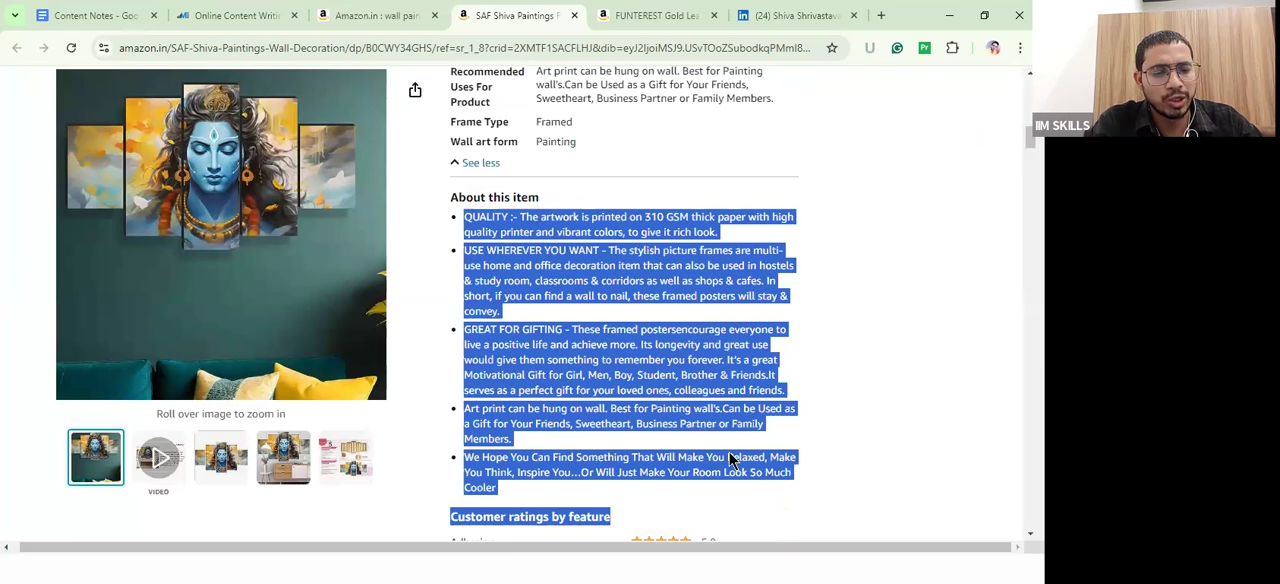 Content Notes - Goo
Online Content Writi
Amazon.in : wall pain
SAF Shiva Paintings F
FUNTEREST Gold Lea
(24) Shiva Shrivastav
amazon.in/SAF-Shiva-Paintings-Wall-Decoration/dp/B0CWY34GHS/ref=sr_1_8?crid=2XMTF1SACFLHJ&dib=eyJ2IjoiMSJ9.USvTOoZSubodkqPMml8...
Recommended
Uses For
Product
Art print can be hung on wall. Best for Painting
wall's.Can be Used as a Gift for Your Friends,
Sweetheart, Business Partner or Family Members.
Frame Type Framed
Wall art form Painting
See less
About this item
QUALITY :- The artwork is printed on 310 GSM thick paper with high
quality printer and vibrant colors, to give it rich look.
USE WHEREVER YOU WANT - The stylish picture frames are multi-
use home and office decoration item that can also be used in hostels
& study room, classrooms & corridors as well as shops & cafes. In
short, if you can find a wall to nail, these framed posters will stay &
convey.
GREAT FOR GIFTING - These framed postersencourage everyone to
live a positive life and achieve more. Its longevity and great use
would give them something to remember you forever. It's a great
Motivational Gift for Girl, Men, Boy, Student, Brother & Friends.It
serves as a perfect gift for your loved ones, colleagues and friends.
Art print can be hung on wall. Best for Painting wall's.Can be Used as
a Gift for Your Friends, Sweetheart, Business Partner or Family
Members.
We Hope You Can Find Something That Will Make You Relaxed, Make
You Think, Inspire You...Or Will Just Make Your Room Look So Much
Cooler
Customer ratings by feature
Roll over image to zoom in
VIDEO
IIM SKILLS